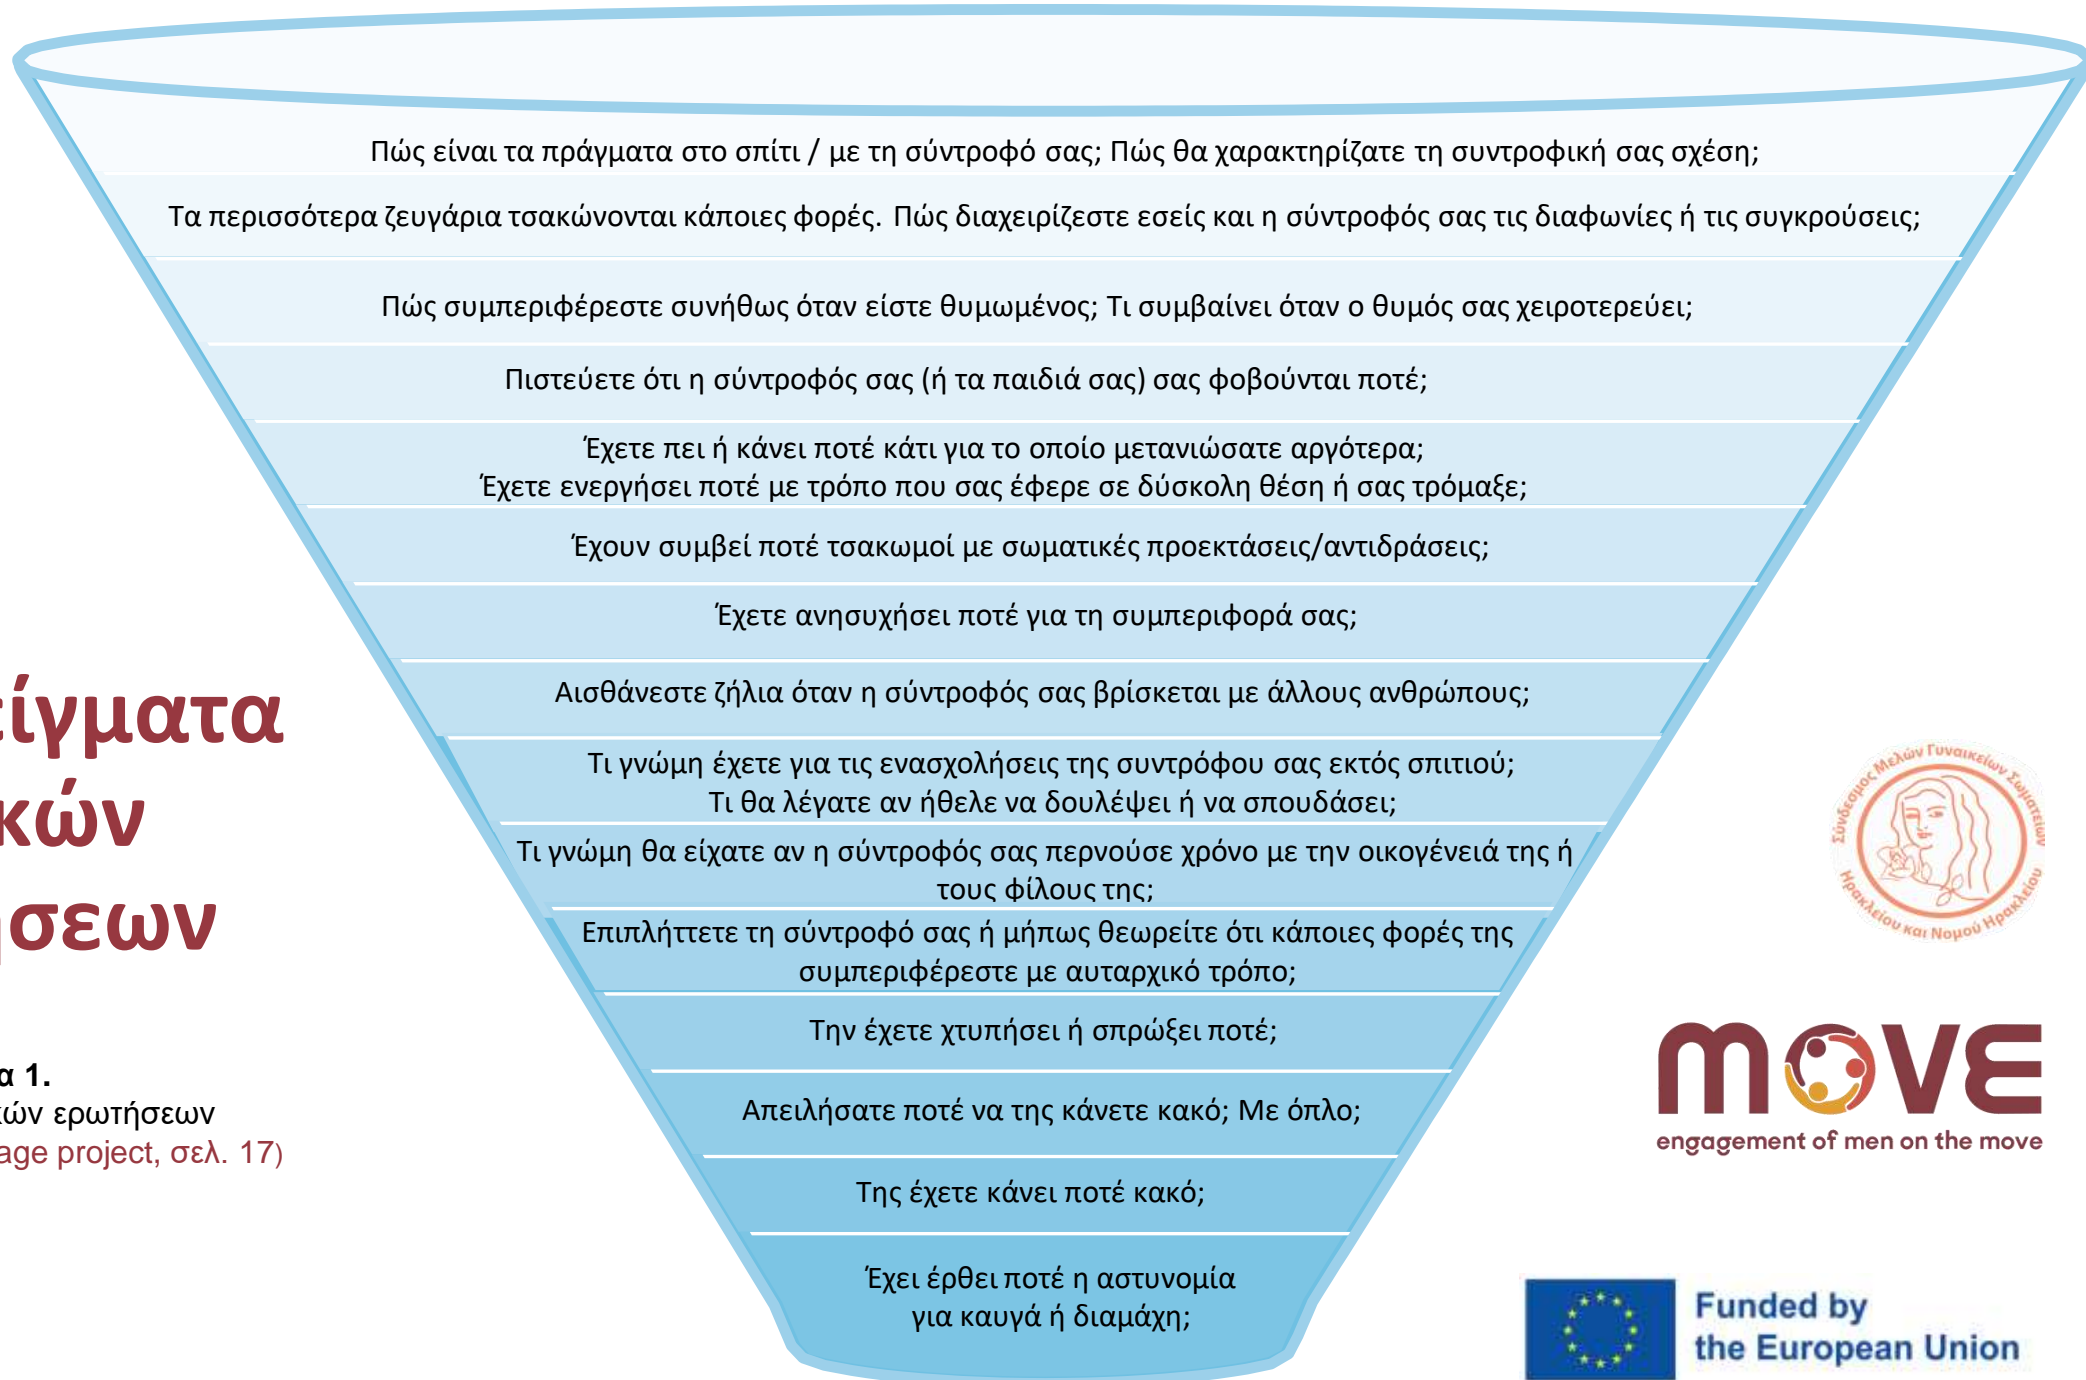 Πώς είναι τα πράγματα στο σπίτι / με τη σύντροφό σας; Πώς θα χαρακτηρίζατε τη συντροφική σας σχέση;
Τα περισσότερα ζευγάρια τσακώνονται κάποιες φορές. Πώς διαχειρίζεστε εσείς και η σύντροφός σας τις διαφωνίες ή τις συγκρούσεις;
Πώς συμπεριφέρεστε συνήθως όταν είστε θυμωμένος; Τι συμβαίνει όταν ο θυμός σας χειροτερεύει;
Πιστεύετε ότι η σύντροφός σας (ή τα παιδιά σας) σας φοβούνται ποτέ;
Έχετε πει ή κάνει ποτέ κάτι για το οποίο μετανιώσατε αργότερα;
Έχετε ενεργήσει ποτέ με τρόπο που σας έφερε σε δύσκολη θέση ή σας τρόμαξε;
Έχουν συμβεί ποτέ τσακωμοί με σωματικές προεκτάσεις/αντιδράσεις;
Έχετε ανησυχήσει ποτέ για τη συμπεριφορά σας;
Αισθάνεστε ζήλια όταν η σύντροφός σας βρίσκεται με άλλους ανθρώπους;
Τι γνώμη έχετε για τις ενασχολήσεις της συντρόφου σας εκτός σπιτιού;
Τι θα λέγατε αν ήθελε να δουλέψει ή να σπουδάσει;
Τι γνώμη θα είχατε αν η σύντροφός σας περνούσε χρόνο με την οικογένειά της ή
τους φίλους της;
Επιπλήττετε τη σύντροφό σας ή μήπως θεωρείτε ότι κάποιες φορές της
συμπεριφέρεστε με αυταρχικό τρόπο;
Την έχετε χτυπήσει ή σπρώξει ποτέ;
Απειλήσατε ποτέ να της κάνετε κακό; Με όπλο;
Της έχετε κάνει ποτέ κακό;
Έχει έρθει ποτέ η αστυνομία
για καυγά ή διαμάχη;
είγματα
κών
ήσεων
α 1.
κών ερωτήσεων
age project, σελ. 17)
Σύνδεσμος Μελών Γυναικείων Σωματείων
Ηρακλείου και Νομού Ηρακλείου
MOVE
engagement of men on the move
Funded by
the European Union